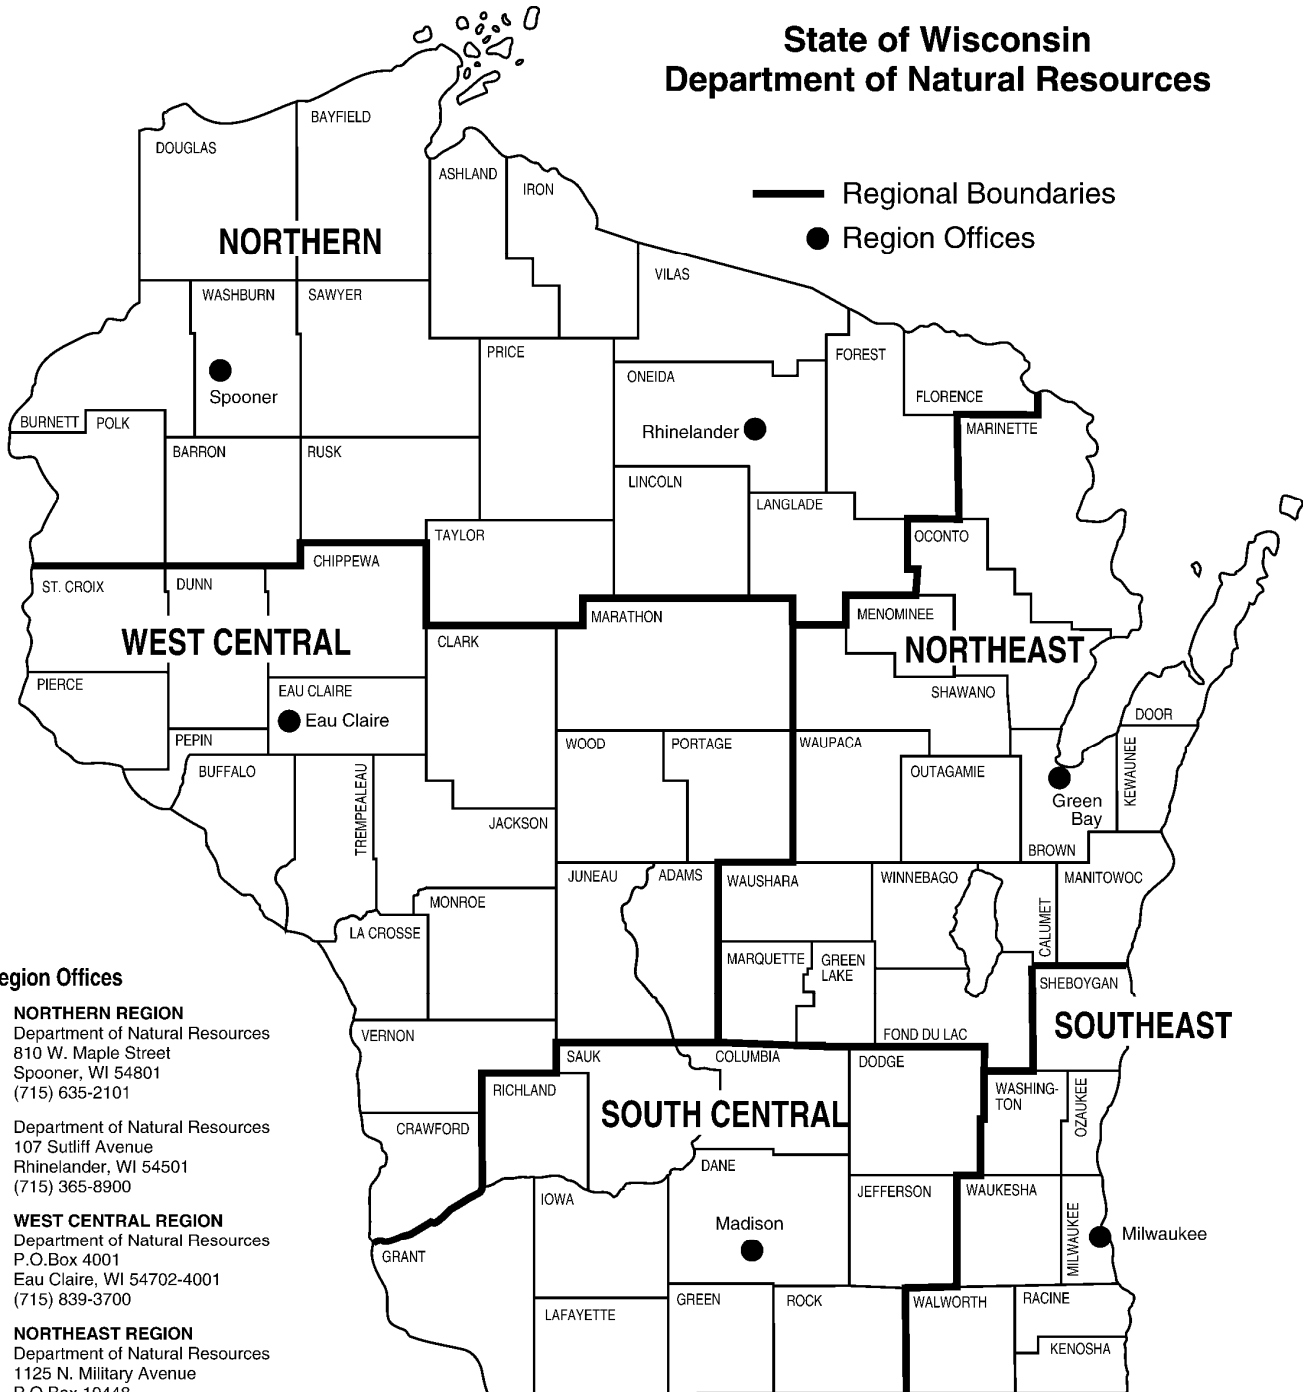 State of Wisconsin
Department of Natural Resources
Regional Boundaries
Region Offices
BAYFIELD
DOUGLAS
ASHLAND
IRON
NORTHERN
VILAS
WASHBURN
SAWYER
PRICE
FOREST
ONEIDA
Spooner
FLORENCE
BURNETT
POLK
Rhinelander
MARINETTE
BARRON
RUSK
LINCOLN
LANGLADE
TAYLOR
OCONTO
CHIPPEWA
ST. CROIX
DUNN
MARATHON
MENOMINEE
WEST CENTRAL
CLARK
NORTHEAST
PIERCE
EAU CLAIRE
SHAWANO
Eau Claire
DOOR
PEPIN
WOOD
PORTAGE
WAUPACA
BUFFALO
TREMPEALEAU
OUTAGAMIE
KEWAUNEE
Green
Bay
JACKSON
BROWN
JUNEAU
ADAMS
WAUSHARA
WINNEBAGO
MANITOWOC
MONROE
CALUMET
LA CROSSE
MARQUETTE
GREEN
LAKE
SHEBOYGAN
SOUTHEAST
VERNON
FOND DU LAC
SAUK
COLUMBIA
DODGE
RICHLAND
WASHING-
TON
OZAUKEE
SOUTH CENTRAL
CRAWFORD
DANE
IOWA
JEFFERSON
WAUKESHA
Madison
MILWAUKEE
Milwaukee
GRANT
GREEN
ROCK
WALWORTH
RACINE
LAFAYETTE
KENOSHA
egion Offices
NORTHERN REGION
Department of Natural Resources
810 W. Maple Street
Spooner, WI 54801
(715) 635-2101
Department of Natural Resources
107 Sutliff Avenue
Rhinelander, WI 54501
(715) 365-8900
WEST CENTRAL REGION
Department of Natural Resources
P.O.Box 4001
Eau Claire, WI 54702-4001
(715) 839-3700
NORTHEAST REGION
Department of Natural Resources
1125 N. Military Avenue
P.O.Box 10448